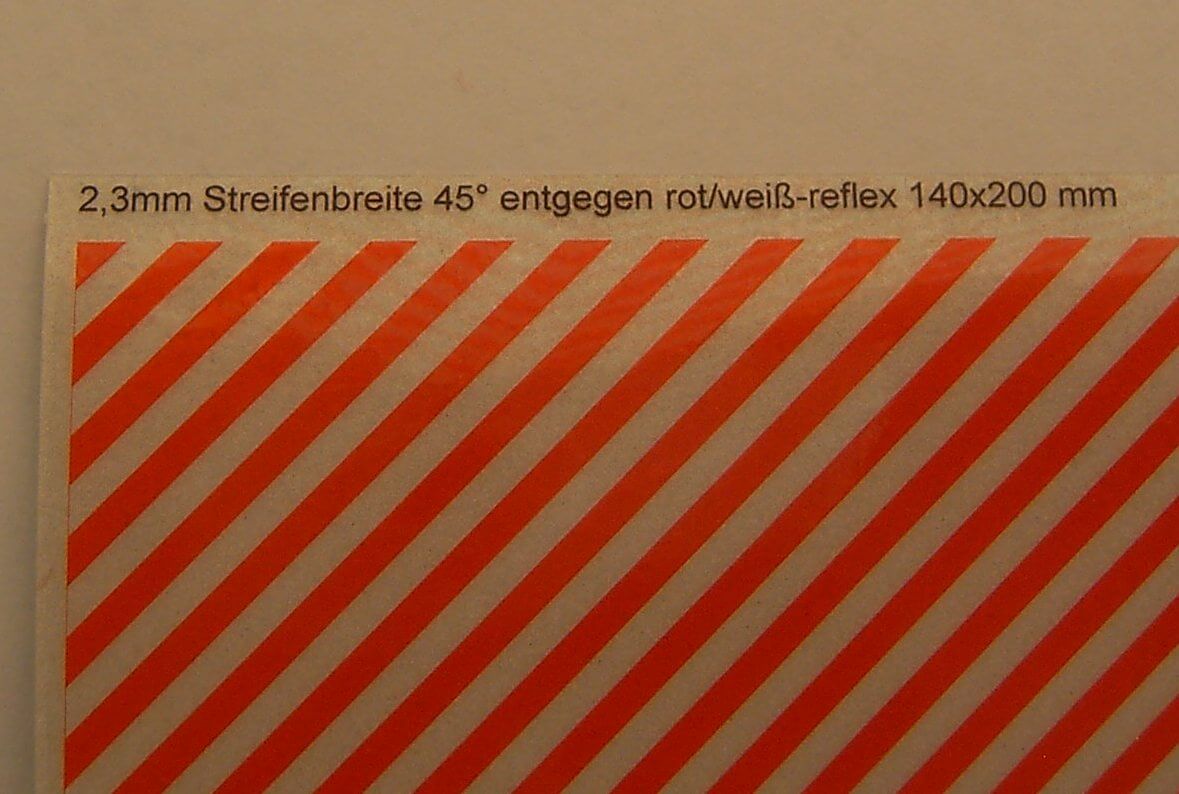 2,3mm Streifenbreite 45° entgegen rot/weiß-reflex 140x200 mm